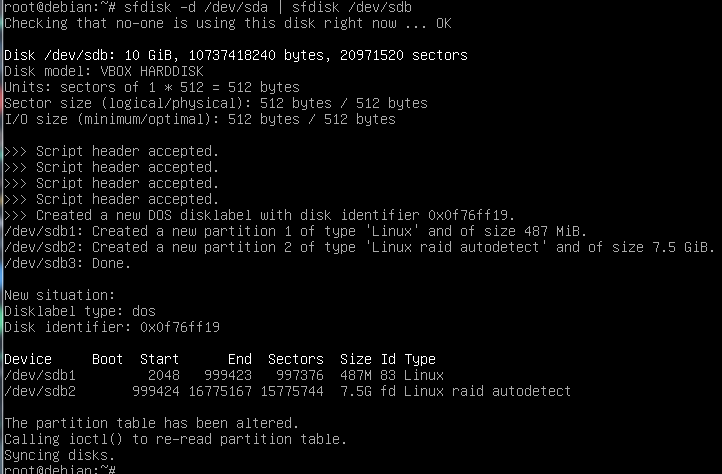 root@debian:~# sfdisk -d /dev/sda | sfdisk /dev/sdb
Checking that no-one is using this disk right now ... OK
Disk /dev/sdb: 10 GiB, 10737418240 bytes, 20971520 sectors
Disk model: VBOX HARDDISK
Units: sectors of 1 * 512 = 512 bytes
Sector size (logical/physical): 512 bytes / 512 bytes
I/O size (minimum/optimal): 512 bytes / 512 bytes
>>> Script header accepted.
>>> Script header accepted.
>>> Script header accepted.
>>> Script header accepted.
>>> Created a new DOS disklabel with disk identifier 0x0f76ff19.
/dev/sdb1: Created a new partition 1 of type 'Linux' and of size 487 MiB.
/dev/sdb2: Created a new partition 2 of type 'Linux raid autodetect' and of size 7.5 GiB.
/dev/sdb3: Done.
New situation:
Disklabel type: dos
Disk identifier: 0x0f76ff19
Device     Boot  Start      End  Sectors  Size Id Type
/dev/sdb1         2048   999423   997376  487M 83 Linux
/dev/sdb2       999424 16775167 15775744  7.5G fd Linux raid autodetect
The partition table has been altered.
Calling ioctl() to re-read partition table.
Syncing disks.
root@debian:~#